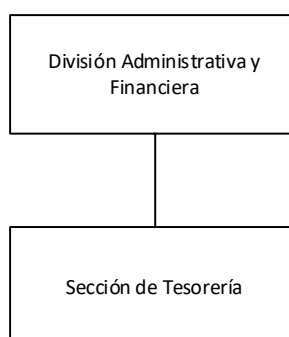 División Administrativa y
Financiera
Sección de Tesorería